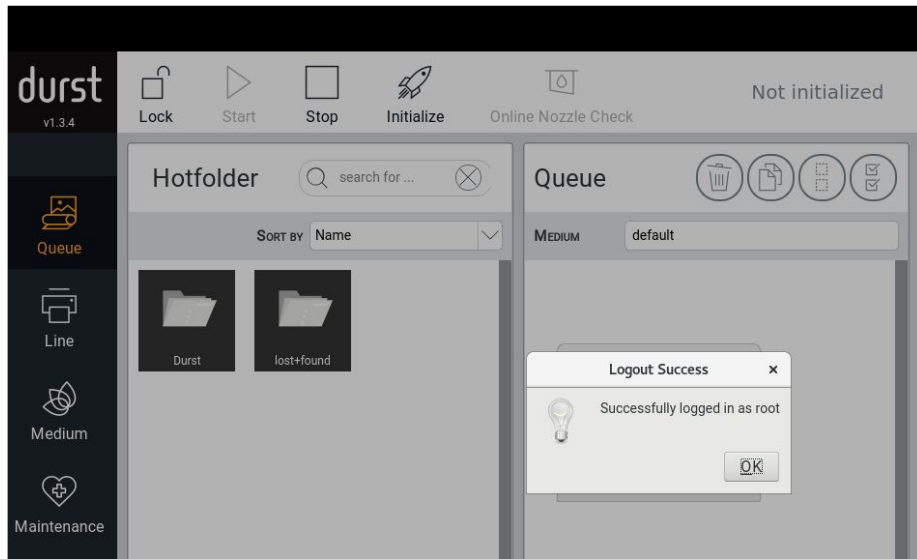 durst
v1.3.4
Lock
Start
Stop
Initialize
Online Nozzle Check
Not initialized
Queue
Line
Medium
Maintenance
Hotfolder
search for ...
SORT BY
Name
Durst
lost+found
Queue
MEDIUM
default
Logout Success
×
Successfully logged in as root
OK